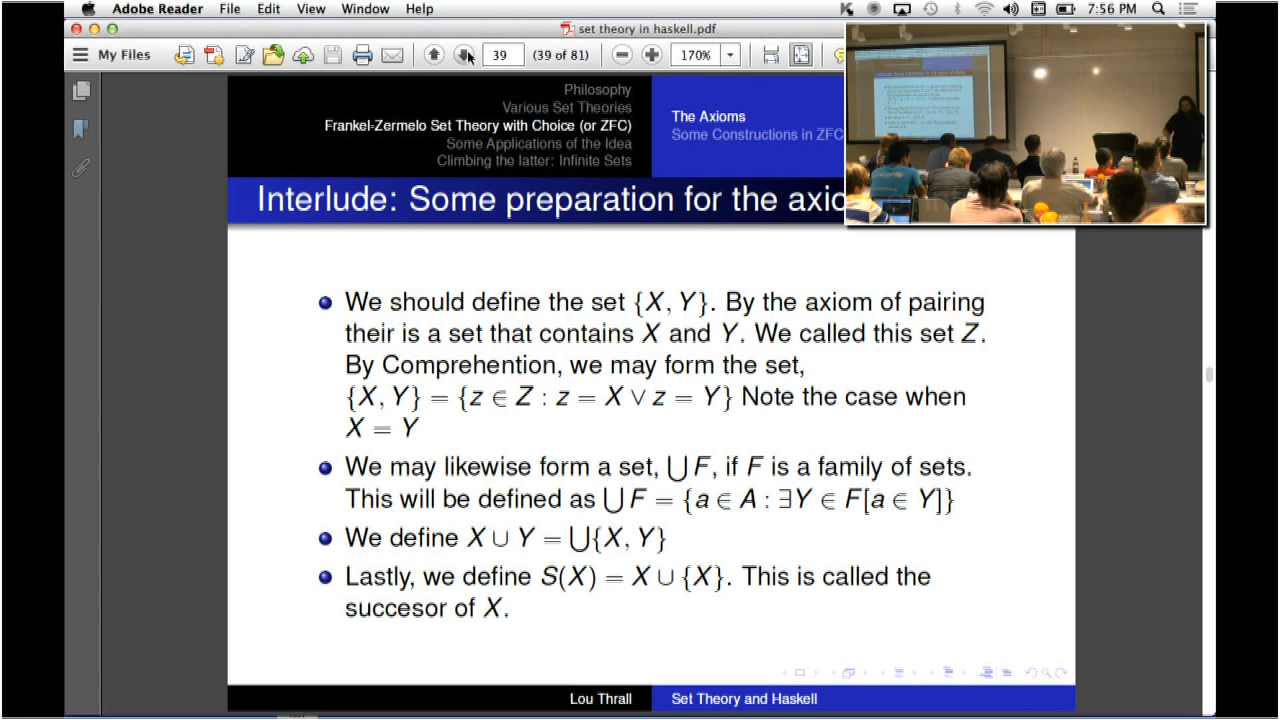 Adobe Reader File Edit View Window Help 7:56 PM
set theory in haskell.pdf
My Files 39 (39 of 81) 170%
Philosophy
Various Set Theories
Frankel-Zermelo Set Theory with Choice (or ZFC)
Some Applications of the Idea
Climbing the latter: Infinite Sets
The Axioms
Some Constructions in ZFC
Interlude: Some preparation for the axio
We should define the set {X, Y}. By the axiom of pairing
their is a set that contains X and Y. We called this set Z.
By Comprehention, we may form the set,
{X, Y} = {z ∈ Z : z = X ∨ z = Y} Note the case when
X = Y
We may likewise form a set, ⋃F, if F is a family of sets.
This will be defined as ⋃F = {a ∈ A : ∃Y ∈ F[a ∈ Y]}
We define X ∪ Y = ⋃{X, Y}
Lastly, we define S(X) = X ∪ {X}. This is called the
succesor of X.
Lou Thrall
Set Theory and Haskell